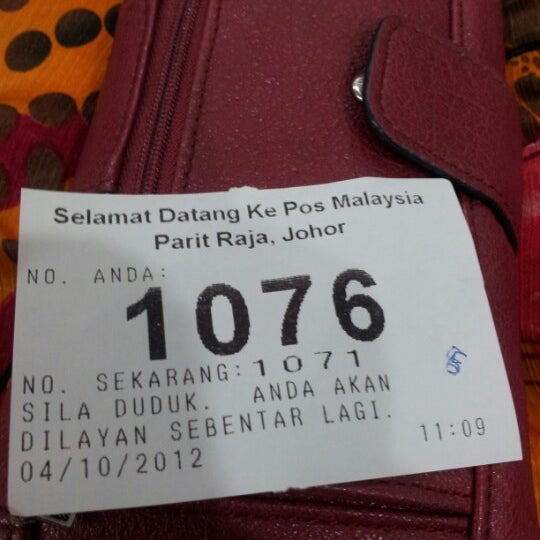 Selamat Datang Ke Pos Malaysia
Parit Raja, Johor
NO. ANDA:
1076
NO. SEKARANG: 1071
SILA DUDUK. ANDA AKAN
DILAYAN SEBENTAR LAGI.
04/10/2012 11:09